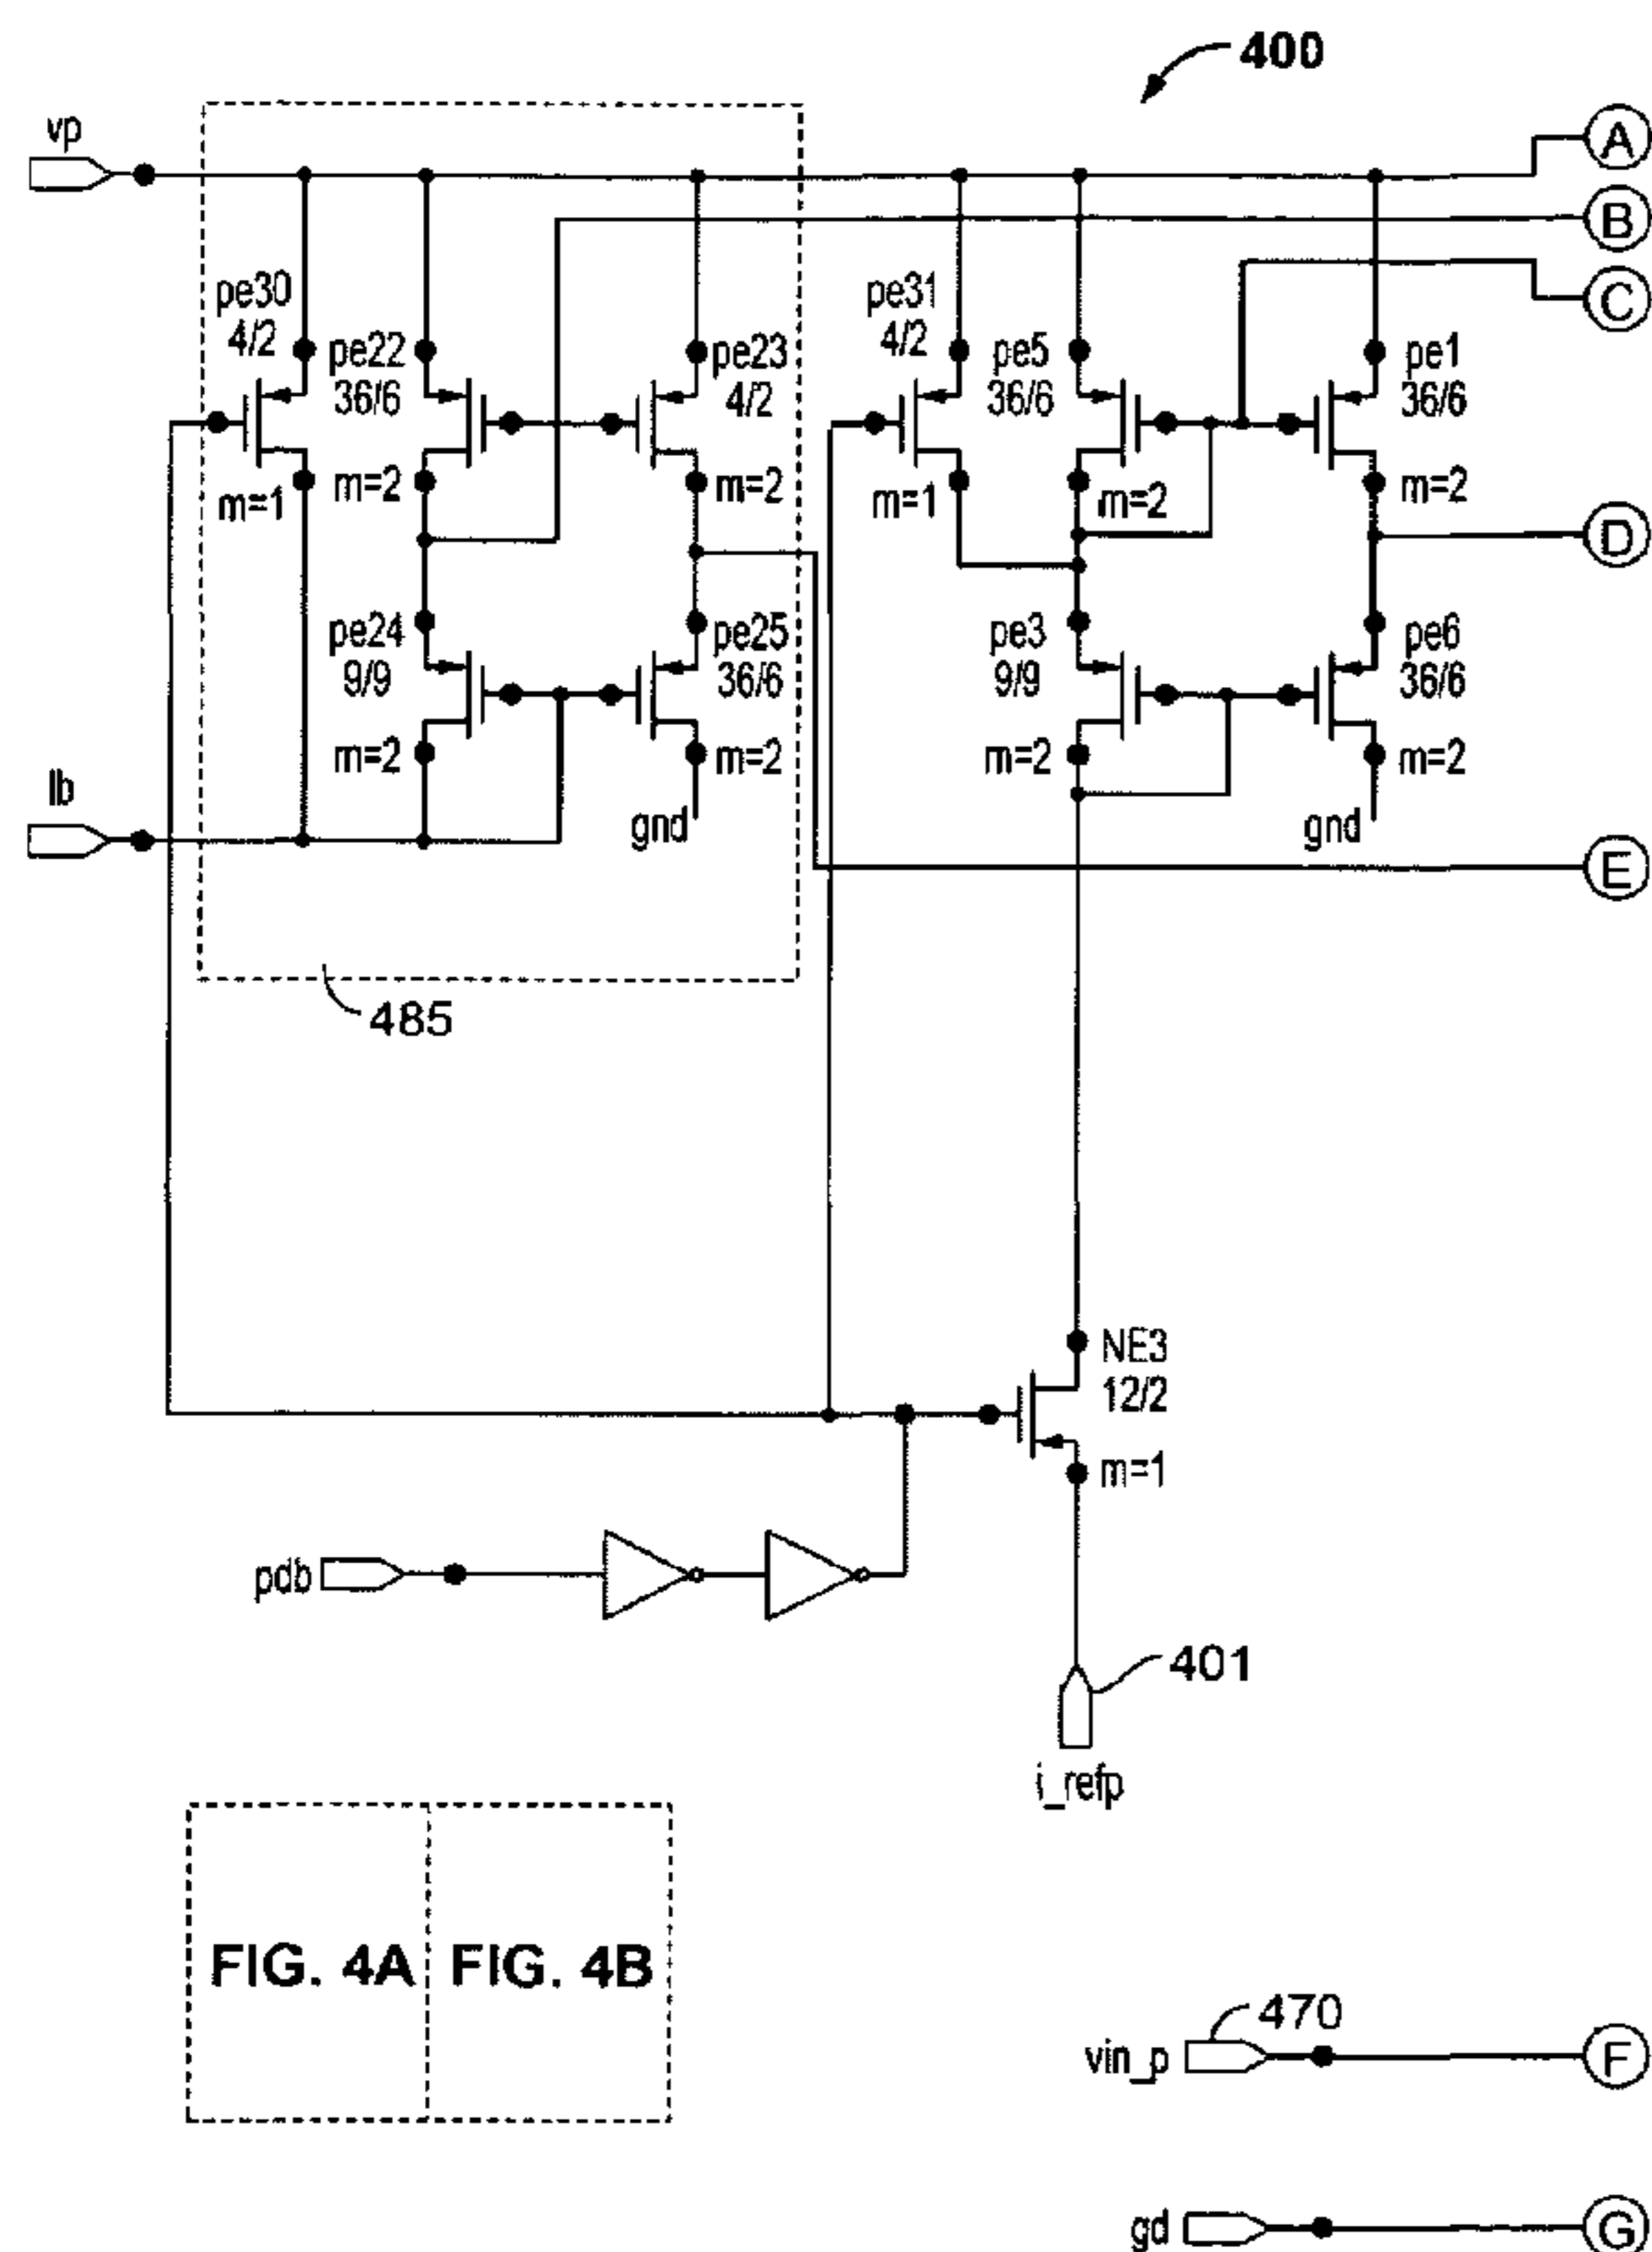 400
vp
A
B
C
pe30
4/2
pe22
36/6
pe23
4/2
pe31
4/2
pe5
36/6
pe1
36/6
m=1
m=2
m=2
m=1
m=2
m=2
D
pe24
9/9
pe25
36/6
pe3
9/9
pe6
36/6
m=2
m=2
m=2
m=2
Ib
gnd
gnd
E
485
NE3
12/2
m=1
pdb
401
i_refp
FIG. 4A
FIG. 4B
470
vin_p
F
gd
G